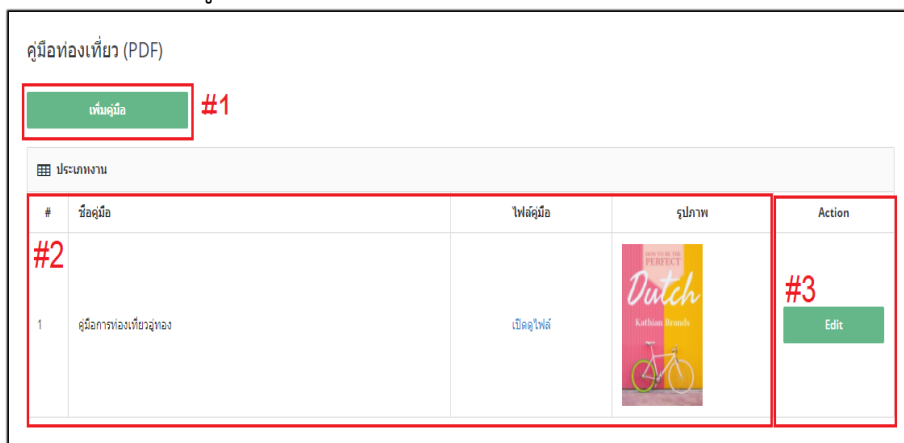 คู่มือท่องเที่ยว (PDF)
เพิ่มคู่มือ
#1
ประเภทงาน
# ชื่อคู่มือ ไฟล์คู่มือ รูปภาพ Action
#2
HOW TO BE THE
PERFECT
Dutch
Kathian Brands
#3
1 คู่มือการท่องเที่ยวอู่ทอง เปิดดูไฟล์ Edit